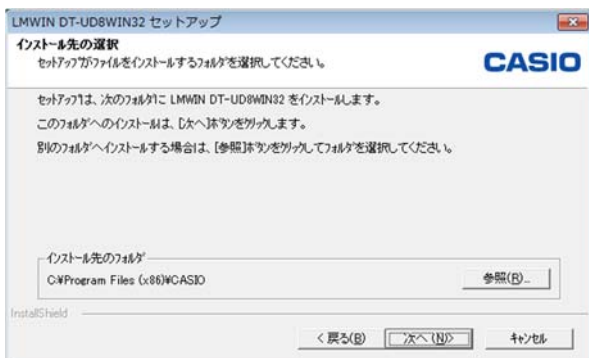 LMWIN DT-UD8WIN32 セットアップ
インストール先の選択
セットアップがファイルをインストールするフォルダを選択してください。
CASIO
セットアップは、次のフォルダに LMWIN DT-UD8WIN32 をインストールします。
このフォルダへのインストールは、[次へ]ボタンをクリックします。
別のフォルダへインストールする場合は、[参照]ボタンをクリックしてフォルダを選択してください。
インストール先のフォルダ
C:¥Program Files (x86)¥CASIO
参照(R)...
InstallShield
< 戻る(B)
次へ(N)>
キャンセル